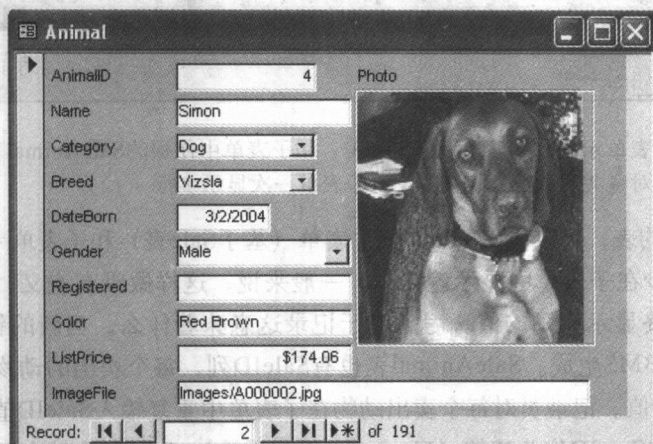 Animal
AnimalID 4 Photo
Name Simon
Category Dog
Breed Vizsla
DateBorn 3/2/2004
Gender Male
Registered
Color Red Brown
ListPrice $174.06
ImageFile Images/A000002.jpg
Record: 2 of 191